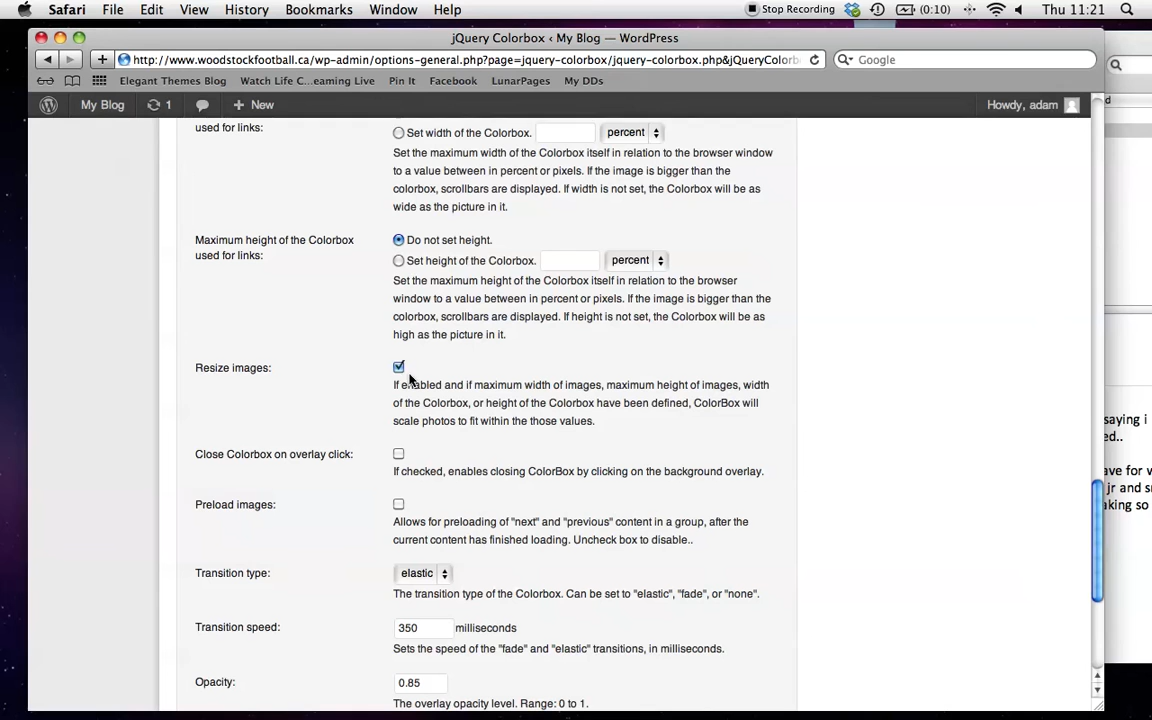 Safari File Edit View History Bookmarks Window Help Stop Recording (0:10) Thu 11:21
jQuery Colorbox ‹ My Blog — WordPress
http://www.woodstockfootball.ca/wp-admin/options-general.php?page=jquery-colorbox/jquery-colorbox.php&jQueryColorb Google
Elegant Themes Blog Watch Life C...eaming Live Pin It Facebook LunarPages My DDs
My Blog 1 New Howdy, adam
used for links:
Set width of the Colorbox. percent
Set the maximum width of the Colorbox itself in relation to the browser window
to a value between in percent or pixels. If the image is bigger than the
colorbox, scrollbars are displayed. If width is not set, the Colorbox will be as
wide as the picture in it.
Maximum height of the Colorbox
used for links:
Do not set height.
Set height of the Colorbox. percent
Set the maximum height of the Colorbox itself in relation to the browser
window to a value between in percent or pixels. If the image is bigger than the
colorbox, scrollbars are displayed. If height is not set, the Colorbox will be as
high as the picture in it.
Resize images:
If enabled and if maximum width of images, maximum height of images, width
of the Colorbox, or height of the Colorbox have been defined, ColorBox will
scale photos to fit within those values.
Close Colorbox on overlay click:
If checked, enables closing ColorBox by clicking on the background overlay.
Preload images:
Allows for preloading of "next" and "previous" content in a group, after the
current content has finished loading. Uncheck box to disable..
Transition type: elastic
The transition type of the Colorbox. Can be set to "elastic", "fade", or "none".
Transition speed: 350 milliseconds
Sets the speed of the "fade" and "elastic" transitions, in milliseconds.
Opacity: 0.85
The overlay opacity level. Range: 0 to 1.
d
saying i
ed..
ave for w
jr and s
king so